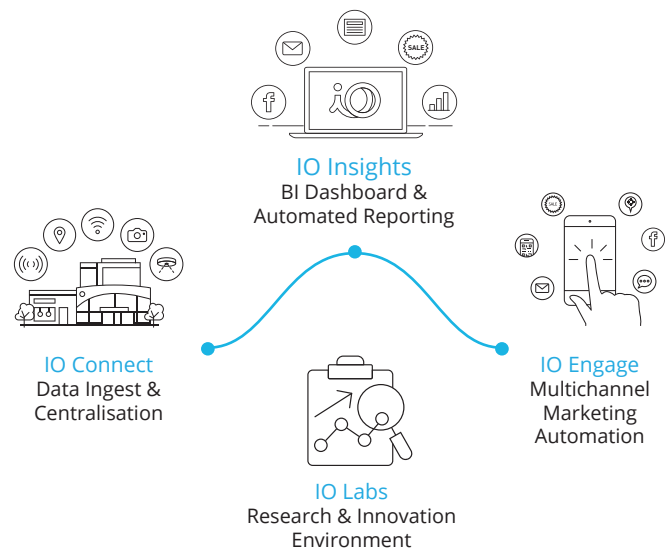 SALE
iO
IO Insights
BI Dashboard &
Automated Reporting
SALE
IO Connect
Data Ingest &
Centralisation
IO Engage
Multichannel
Marketing
Automation
IO Labs
Research & Innovation
Environment